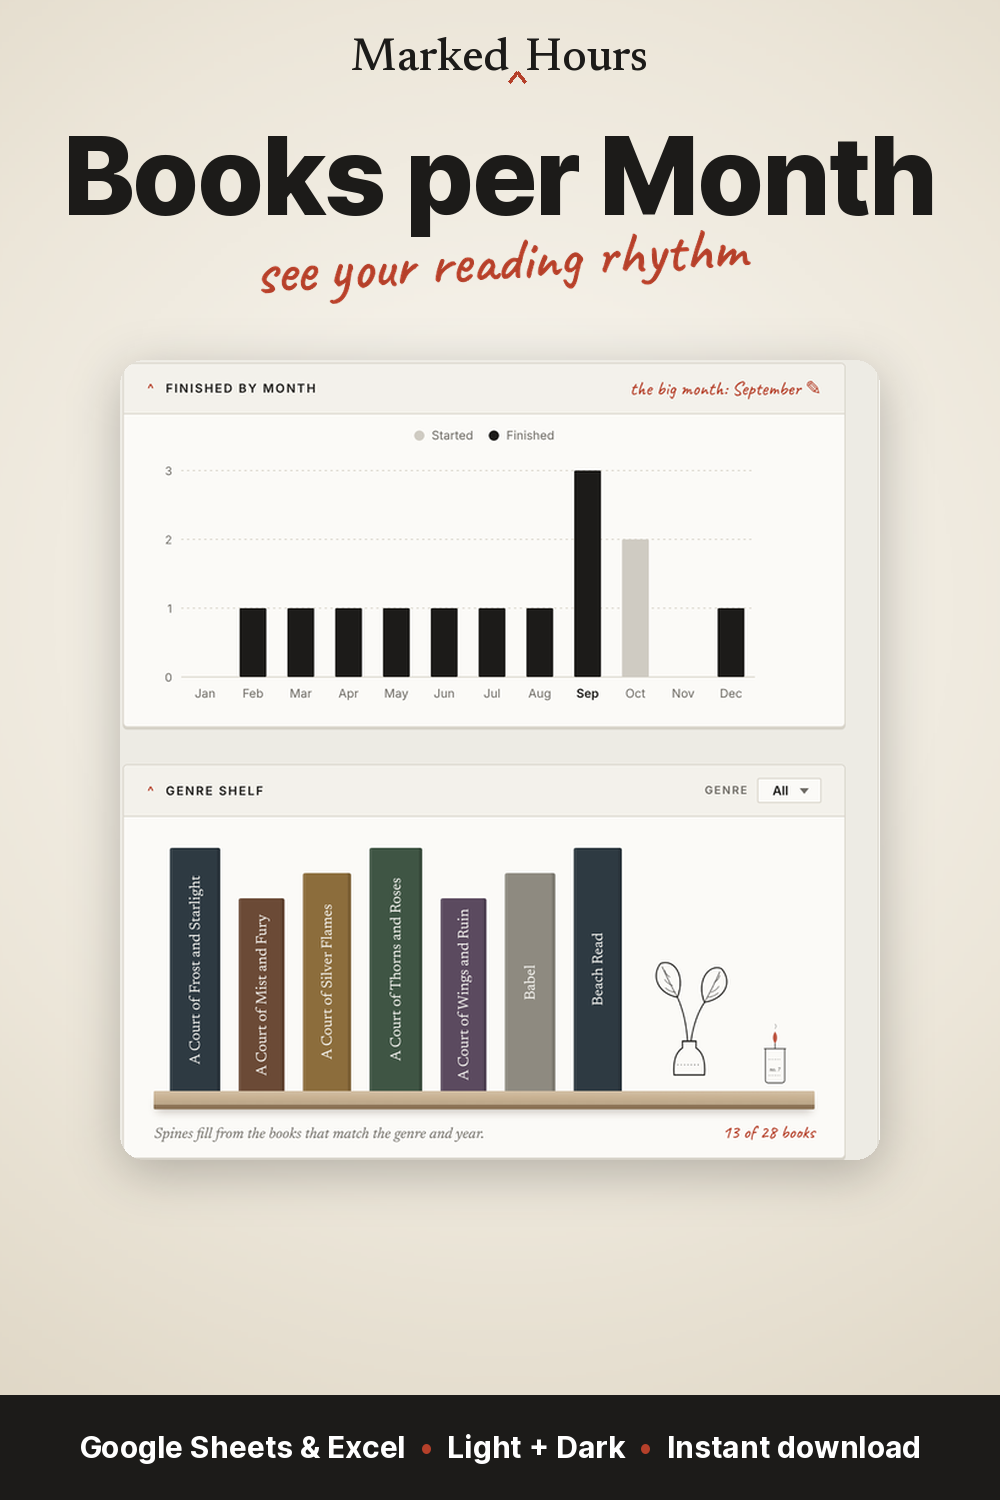 Marked Hours
^
Books per Month
see your reading rhythm
^ FINISHED BY MONTH
the big month: September ✎
Started Finished
3
2
1
0
Jan Feb Mar Apr May Jun Jul Aug Sep Oct Nov Dec
^ GENRE SHELF
GENRE All
A Court of Frost and Starlight
A Court of Mist and Fury
A Court of Silver Flames
A Court of Thorns and Roses
A Court of Wings and Ruin
Babel
Beach Read
Spines fill from the books that match the genre and year.
13 of 28 books
Google Sheets & Excel • Light + Dark • Instant download